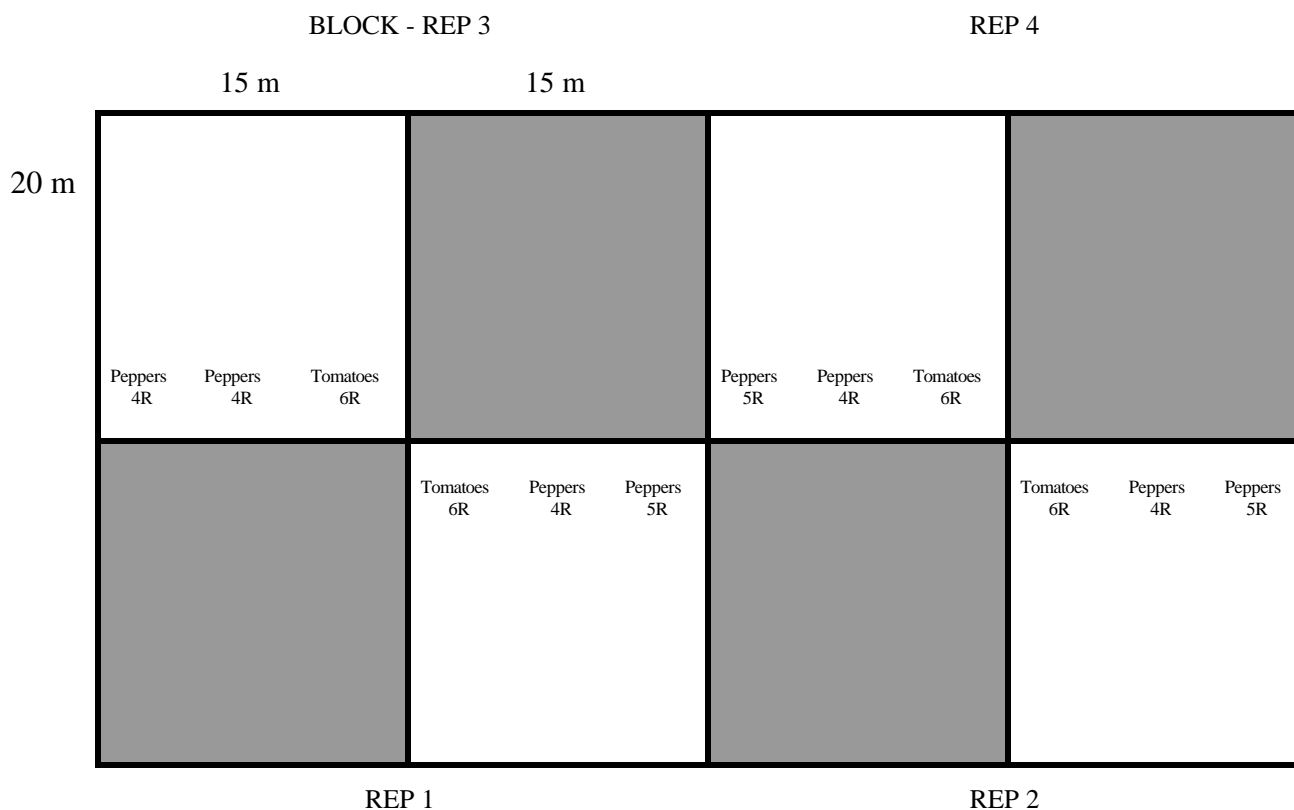 BLOCK - REP 3 REP 4
15 m 15 m
20 m
Peppers Peppers Tomatoes Peppers Peppers Tomatoes
4R 4R 6R 5R 4R 6R
Tomatoes Peppers Peppers Tomatoes Peppers Peppers
6R 4R 5R 6R 4R 5R
REP 1 REP 2